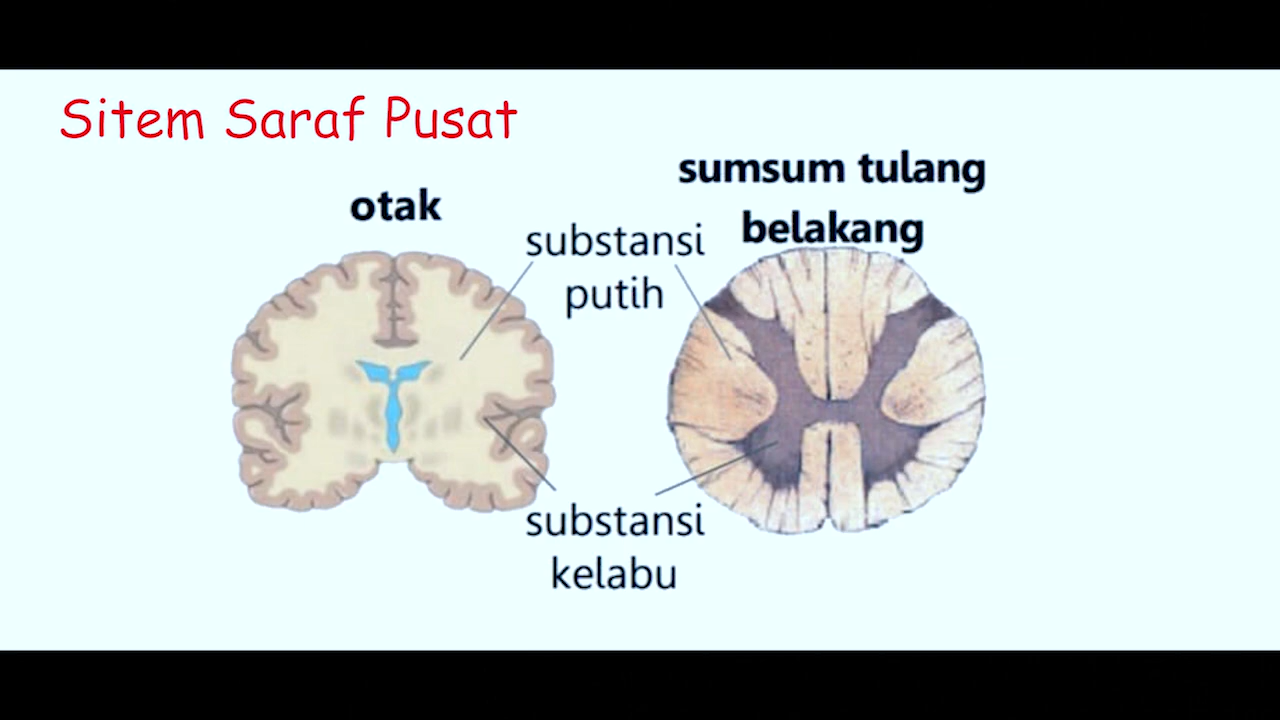 Sitem Saraf Pusat
otak
sumsum tulang
belakang
substansi
putih
substansi
kelabu